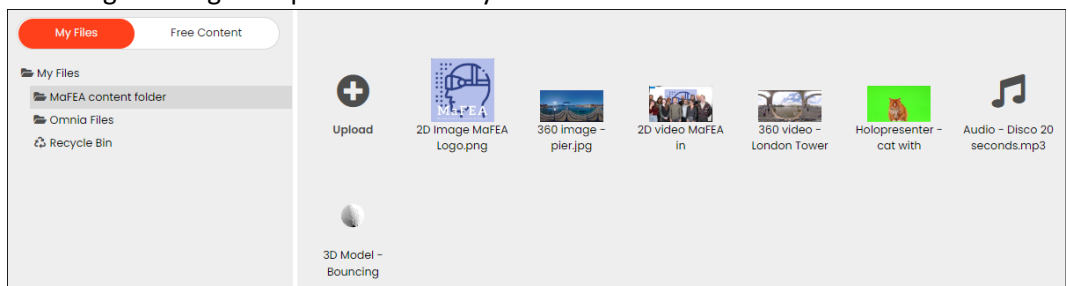 My Files
Free Content
My Files
MaFEA content folder
Omnia Files
Recycle Bin
Upload
MaFEA
2D Image MaFEA
Logo.png
360 image -
pier.jpg
2D video MaFEA
in
360 video -
London Tower
Holopresenter -
cat with
Audio - Disco 20
seconds.mp3
3D Model -
Bouncing